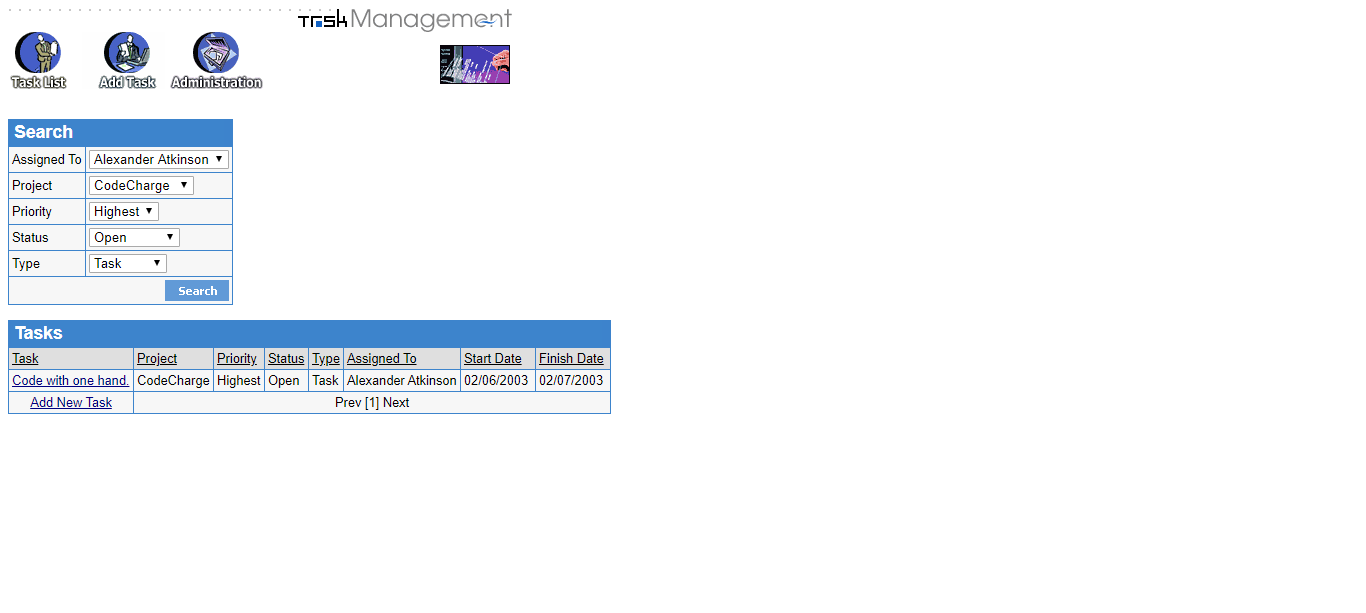 Task Management
Task List Add Task Administration
Search
Assigned To Alexander Atkinson
Project CodeCharge
Priority Highest
Status Open
Type Task
Search
Tasks
Task Project Priority Status Type Assigned To Start Date Finish Date
Code with one hand. CodeCharge Highest Open Task Alexander Atkinson 02/06/2003 02/07/2003
Add New Task Prev [1] Next